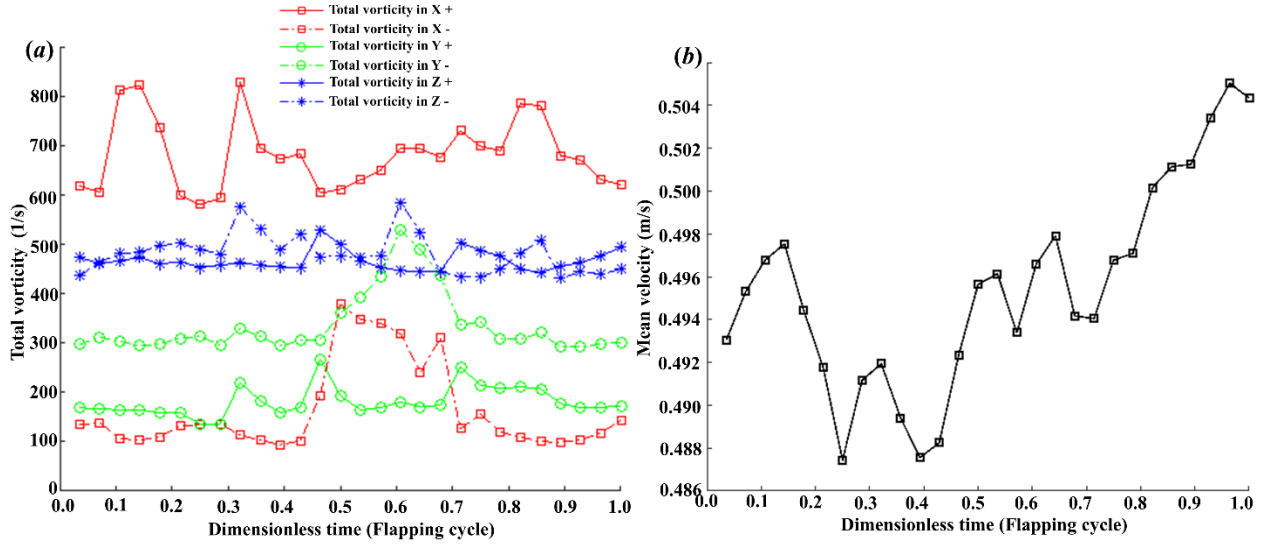 Total vorticity in X +
Total vorticity in X -
Total vorticity in Y +
Total vorticity in Y -
Total vorticity in Z +
Total vorticity in Z -
(a)
Total vorticity (1/s)
800
700
600
500
400
300
200
100
0
0.0 0.1 0.2 0.3 0.4 0.5 0.6 0.7 0.8 0.9 1.0
Dimensionless time (Flapping cycle)
(b)
Mean velocity (m/s)
0.504
0.502
0.500
0.498
0.496
0.494
0.492
0.490
0.488
0.486
0.0 0.1 0.2 0.3 0.4 0.5 0.6 0.7 0.8 0.9 1.0
Dimensionless time (Flapping cycle)